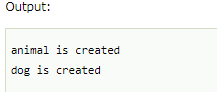 Output:
animal is created
dog is created